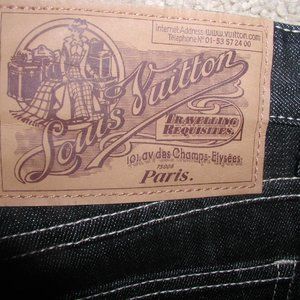 Internet Address www.vuitton.com
Telephone N° 01-53 57 24 00
Louis Vuitton
TRAVELLING
REQUISITES.
101, av des Champs-Elysées
75008
Paris.